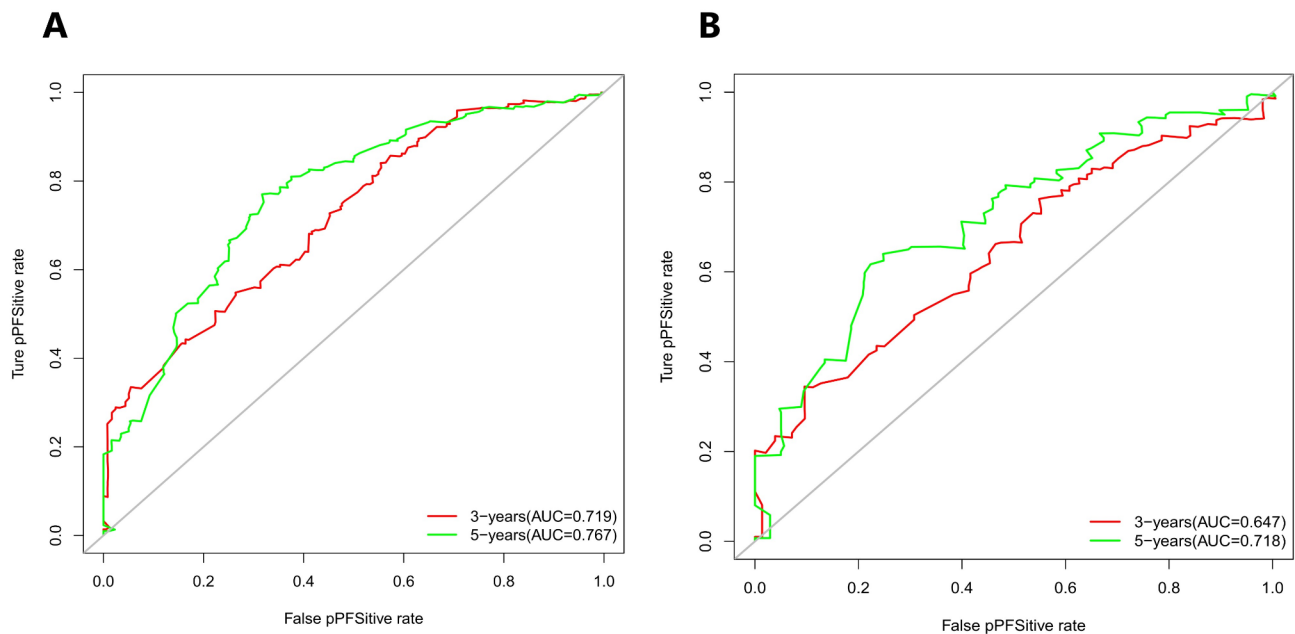 A
1.0
0.8
0.6
0.4
0.2
0.0
Ture pPFSitive rate
3−years(AUC=0.719)
5−years(AUC=0.767)
0.0 0.2 0.4 0.6 0.8 1.0
False pPFSitive rate
B
1.0
0.8
0.6
0.4
0.2
0.0
Ture pPFSitive rate
3−years(AUC=0.647)
5−years(AUC=0.718)
0.0 0.2 0.4 0.6 0.8 1.0
False pPFSitive rate